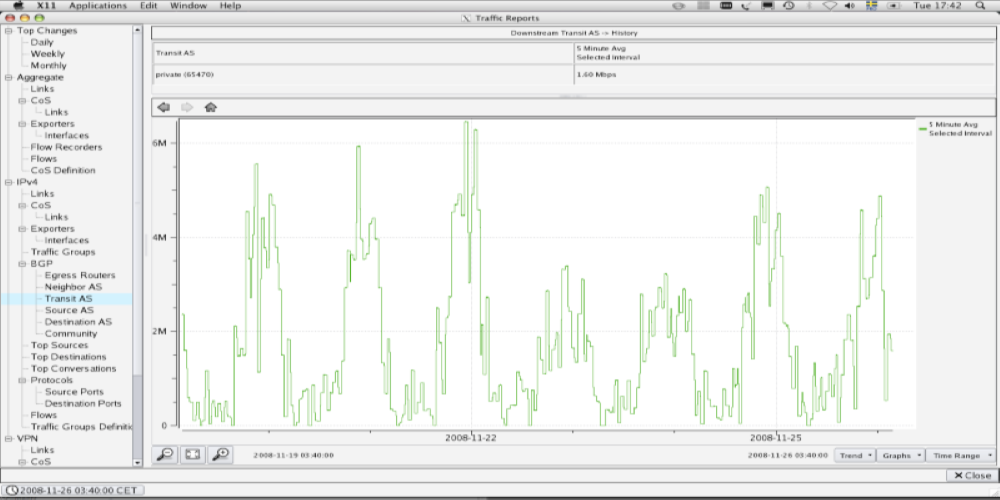 X11 Applications Edit Window Help Tue 17:42
Traffic Reports
Top Changes
Daily
Weekly
Monthly
Aggregate
Links
CoS
Links
Exporters
Interfaces
Flow Recorders
Flows
CoS Definition
IPv4
Links
CoS
Links
Exporters
Interfaces
Traffic Groups
BGP
Egress Routers
Neighbor AS
Transit AS
Source AS
Destination AS
Community
Top Sources
Top Destinations
Top Conversations
Protocols
Source Ports
Destination Ports
Flows
Traffic Groups Definitic
VPN
Links
CoS
Downstream Transit AS -> History
Transit AS
5 Minute Avg
Selected Interval
private (65470)
1.60 Mbps
6M
4M
2M
0
5 Minute Avg
Selected Interval
2008-11-22
2008-11-25
2008-11-19 03:40:00
2008-11-26 03:40:00
Trend
Graphs
Time Range
Close
2008-11-26 03:40:00 CET